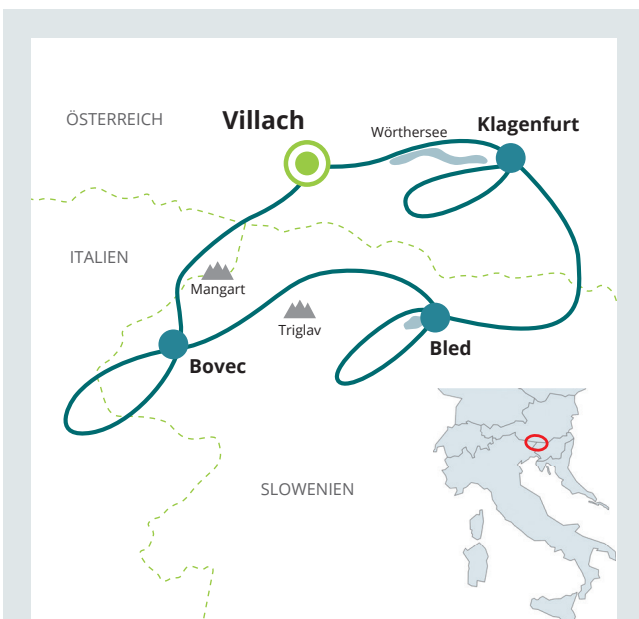 ÖSTERREICH
Villach
Wörthersee
Klagenfurt
ITALIEN
Mangart
Triglav
Bovec
Bled
SLOWENIEN